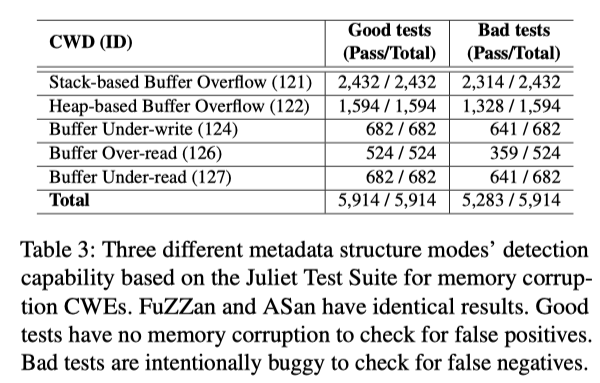 CWD (ID) Good tests (Pass/Total) Bad tests (Pass/Total)
Stack-based Buffer Overflow (121) 2,432 / 2,432 2,314 / 2,432
Heap-based Buffer Overflow (122) 1,594 / 1,594 1,328 / 1,594
Buffer Under-write (124) 682 / 682 641 / 682
Buffer Over-read (126) 524 / 524 359 / 524
Buffer Under-read (127) 682 / 682 641 / 682
Total 5,914 / 5,914 5,283 / 5,914
Table 3: Three different metadata structure modes' detection
capability based on the Juliet Test Suite for memory corrup-
tion CWEs. FuZZan and ASan have identical results. Good
tests have no memory corruption to check for false positives.
Bad tests are intentionally buggy to check for false negatives.